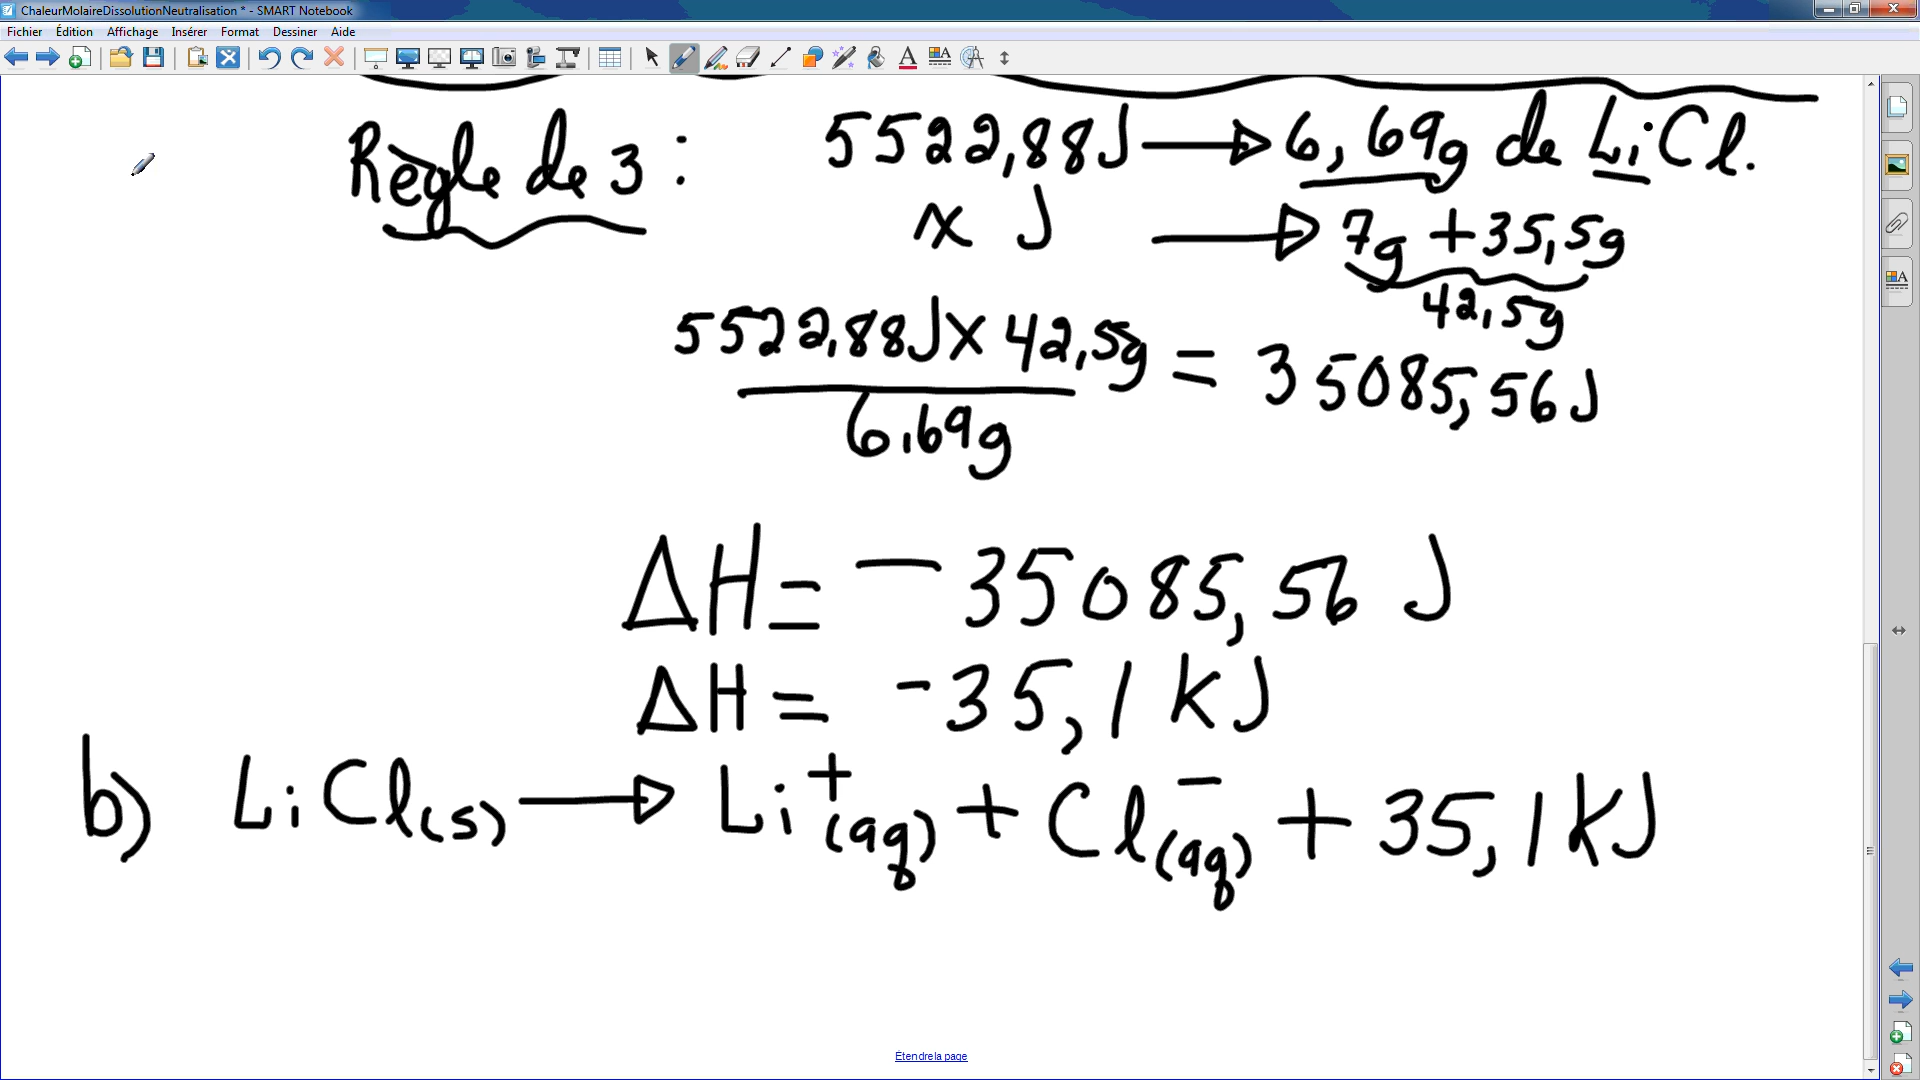 ChaleurMolaireDissolutionNeutralisation * - SMART Notebook
Fichier Édition Affichage Insérer Format Dessiner Aide
Règle de 3 : 5522,88J → 6,69g de LiCl.
x J → 7g + 35,5g
42,5g
5522,88J x 42,5g = 35085,56J
6,69g
ΔH = - 35085,56 J
ΔH = -35,1 kJ
b) LiCl(s) → Li⁺(aq) + Cl⁻(aq) + 35,1 kJ
Étendrela page